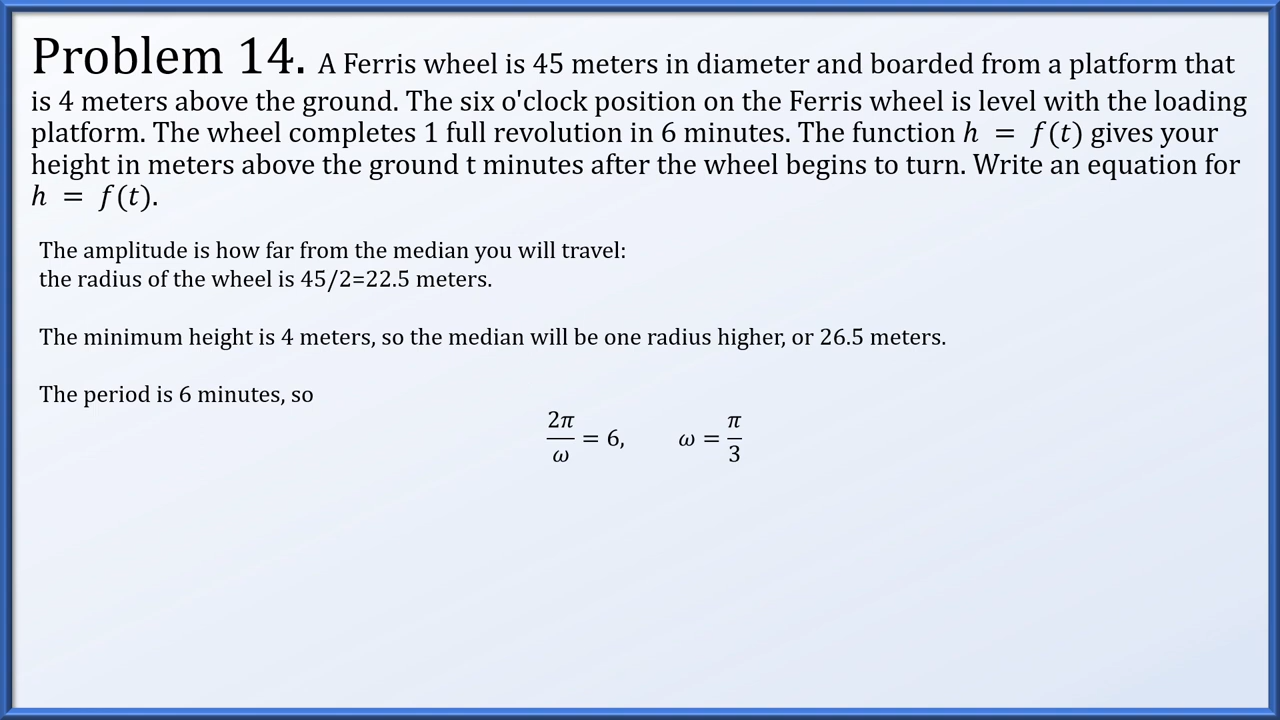 Problem 14. A Ferris wheel is 45 meters in diameter and boarded from a platform that
is 4 meters above the ground. The six o'clock position on the Ferris wheel is level with the loading
platform. The wheel completes 1 full revolution in 6 minutes. The function h = f(t) gives your
height in meters above the ground t minutes after the wheel begins to turn. Write an equation for
h = f(t).
The amplitude is how far from the median you will travel:
the radius of the wheel is 45/2=22.5 meters.
The minimum height is 4 meters, so the median will be one radius higher, or 26.5 meters.
The period is 6 minutes, so
2π/ω = 6, ω = π/3